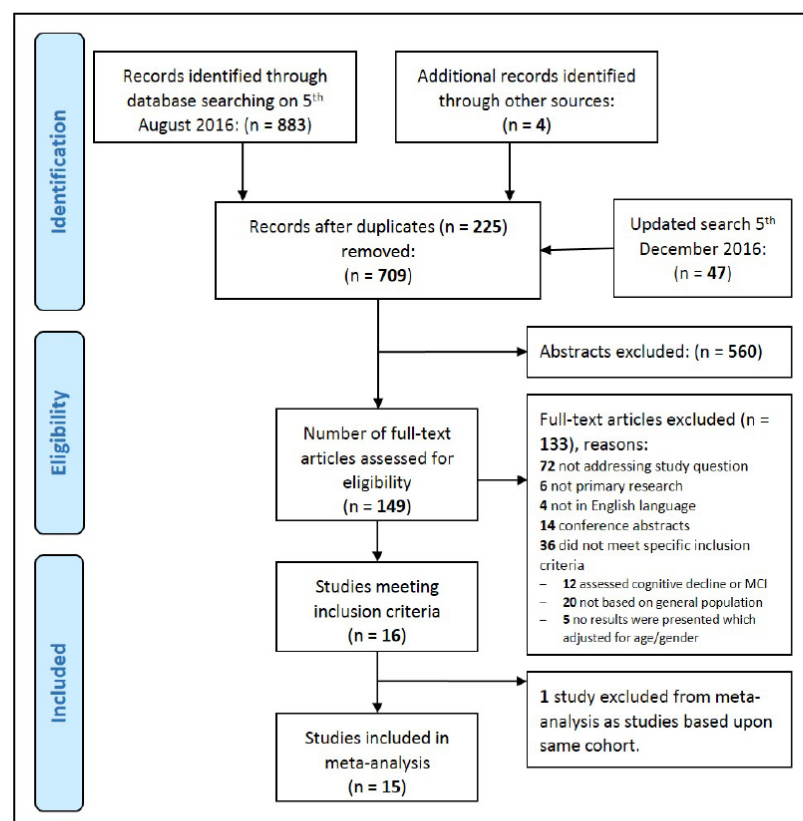 Identification
Records identified through
database searching on 5th
August 2016: (n = 883)
Additional records identified
through other sources:
(n = 4)
Records after duplicates (n = 225)
removed:
(n = 709)
Updated search 5th
December 2016:
(n = 47)
Eligibility
Abstracts excluded: (n = 560)
Number of full-text
articles assessed for
eligibility
(n = 149)
Full-text articles excluded (n =
133), reasons:
72 not addressing study question
6 not primary research
4 not in English language
14 conference abstracts
36 did not meet specific inclusion
criteria
– 12 assessed cognitive decline or MCI
– 20 not based on general population
– 5 no results were presented which
adjusted for age/gender
Included
Studies meeting
inclusion criteria
(n = 16)
1 study excluded from meta-
analysis as studies based upon
same cohort.
Studies included in
meta-analysis
(n = 15)